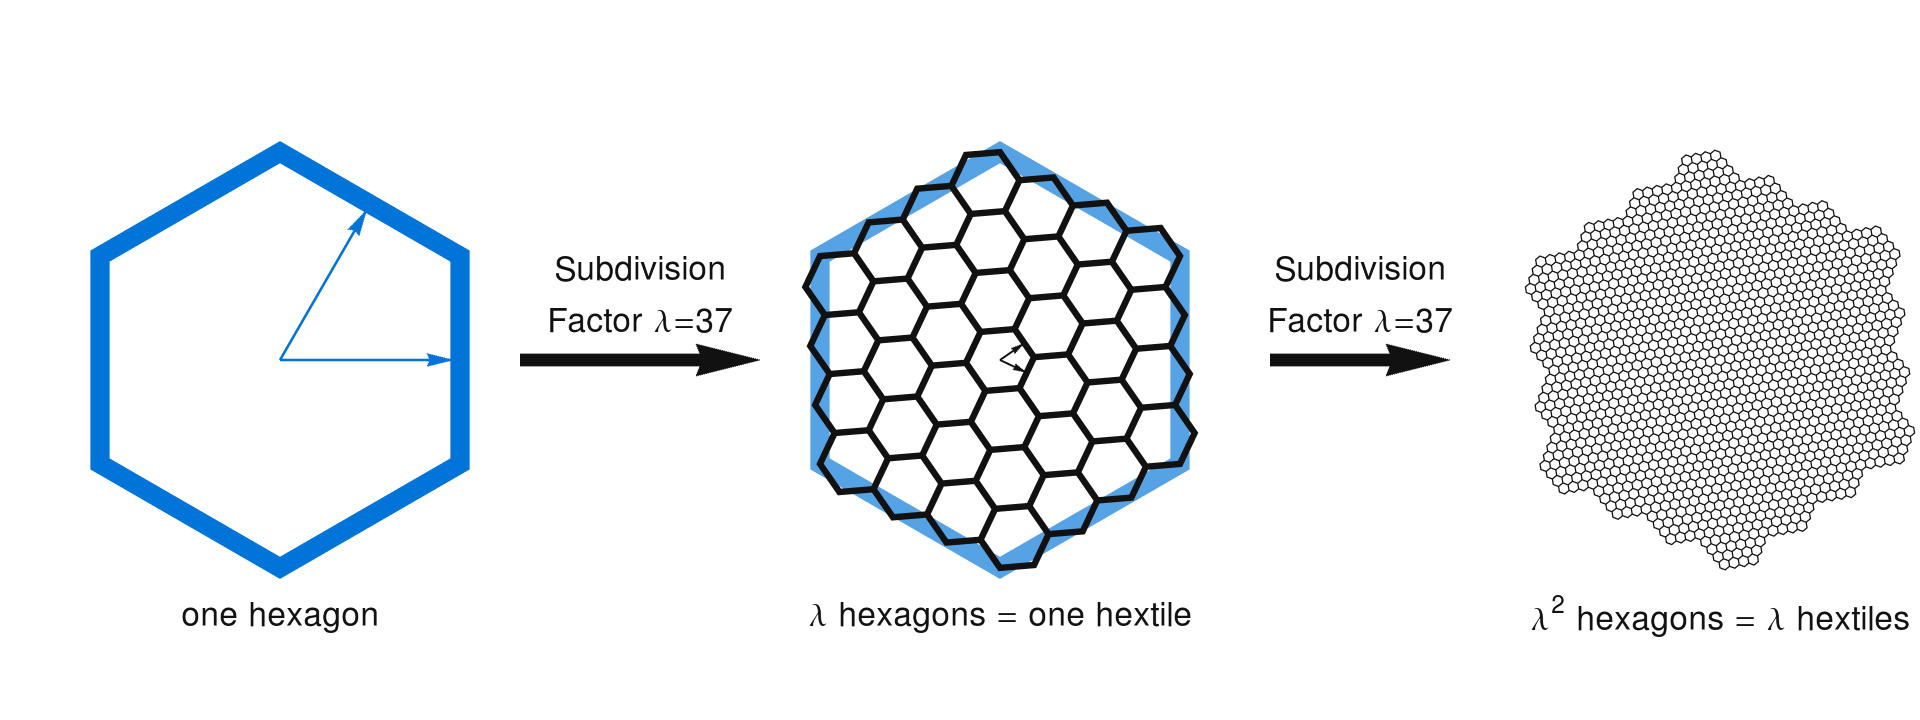 Subdivision
Factor λ=37
Subdivision
Factor λ=37
one hexagon
λ hexagons = one hextile
λ² hexagons = λ hextiles